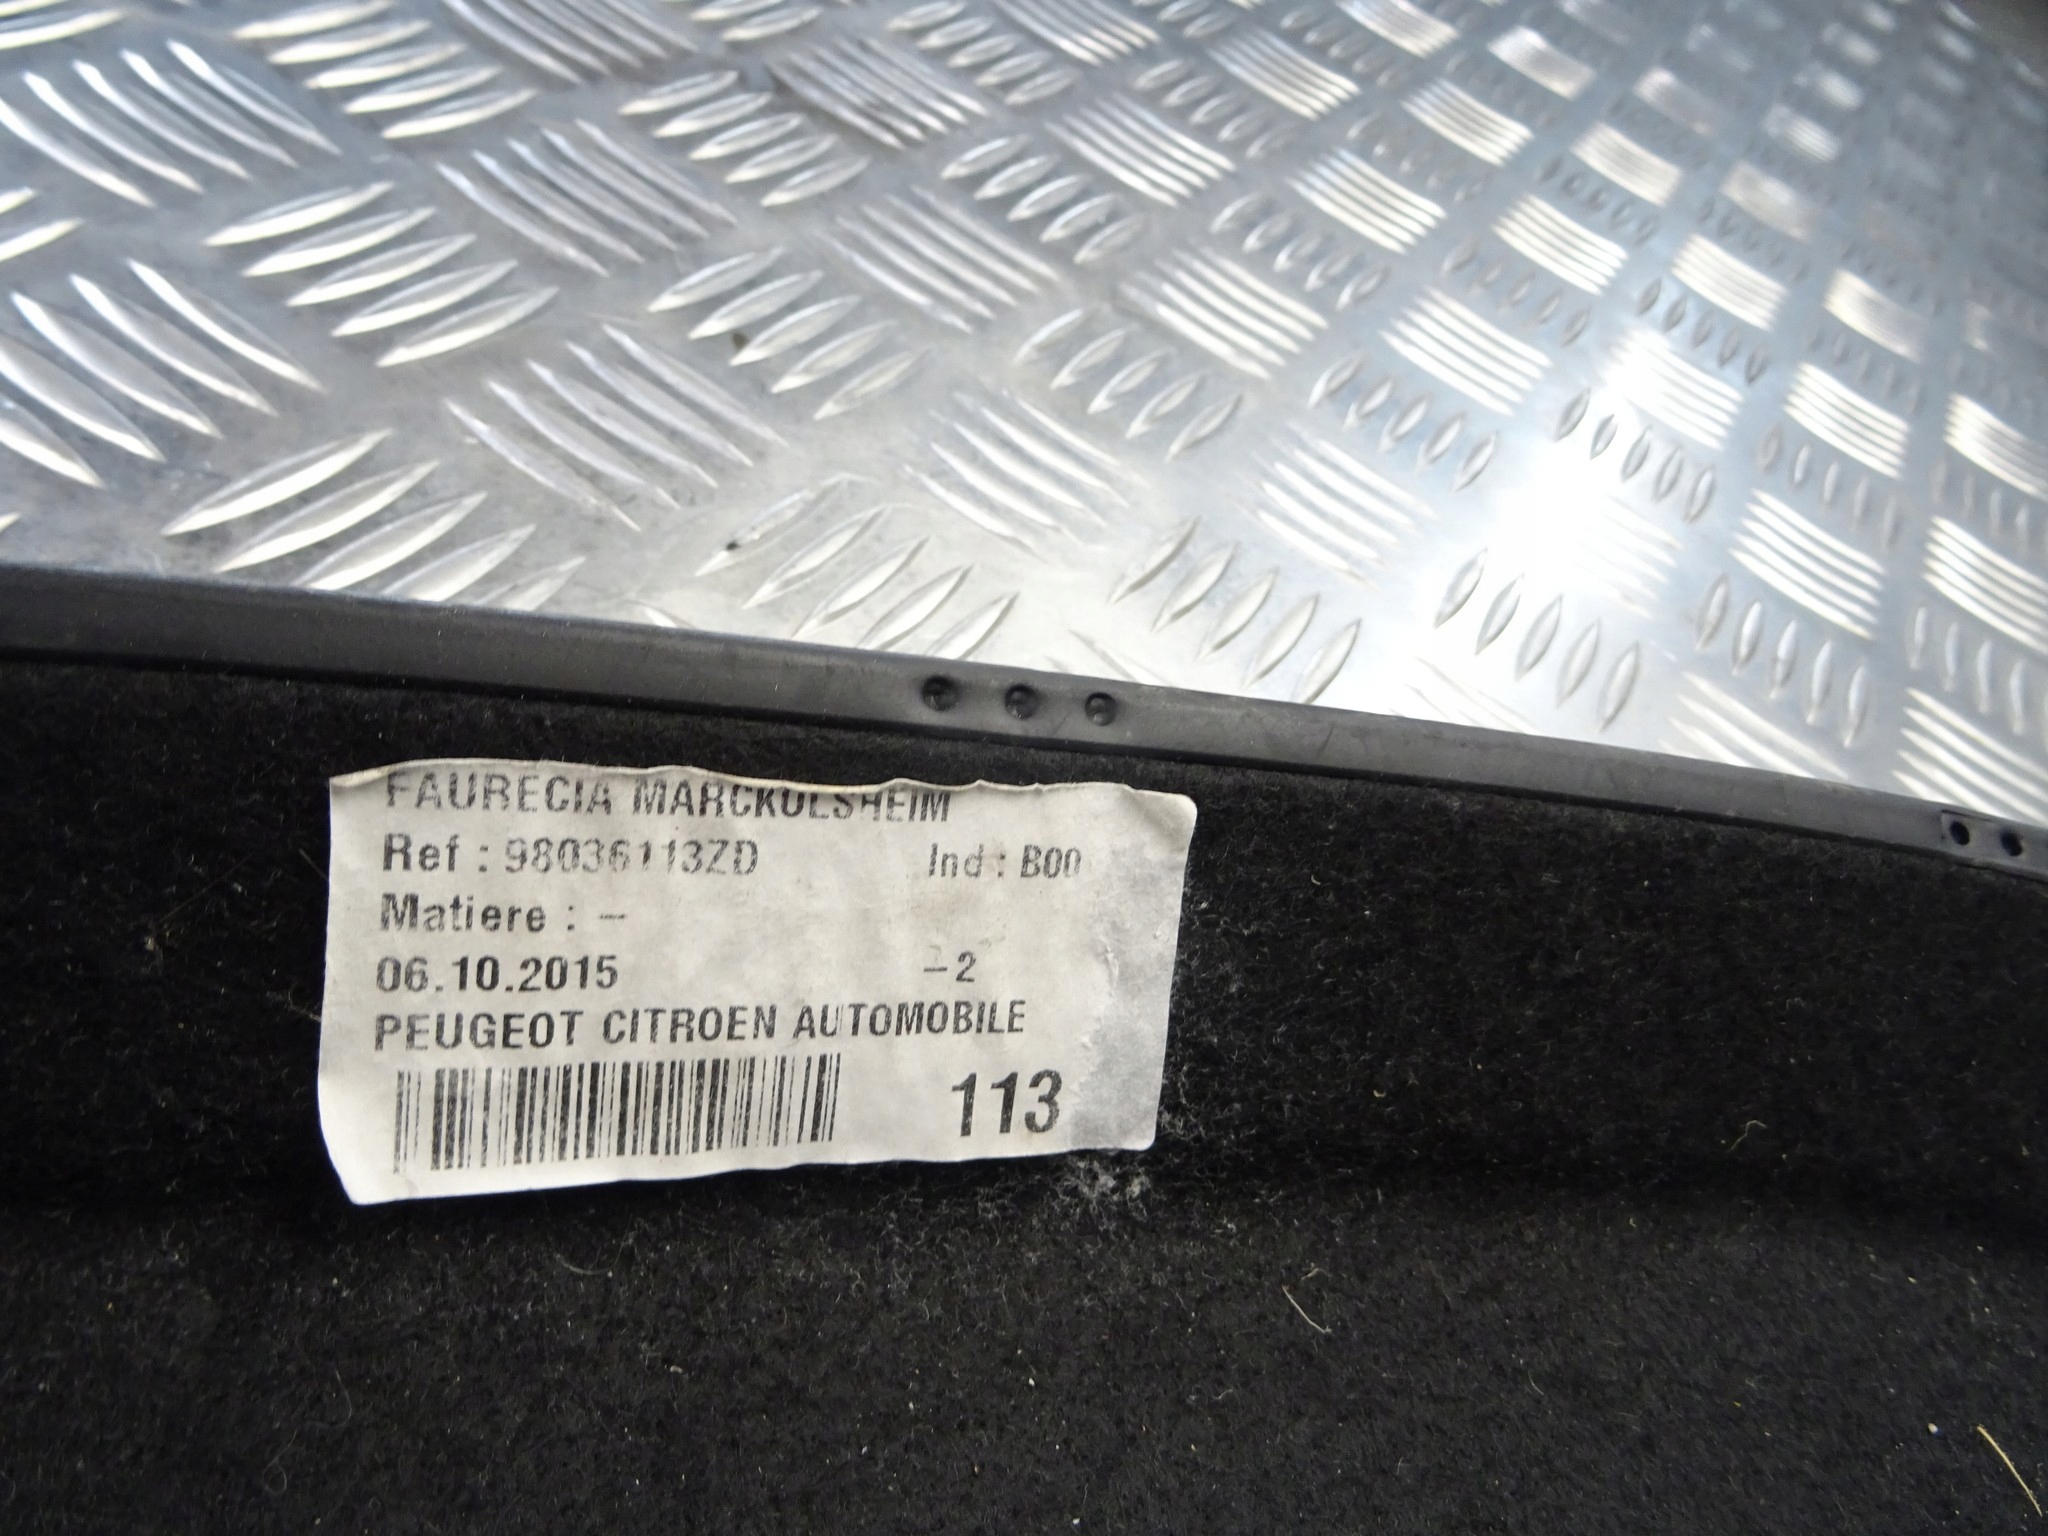 FAURECIA MARCKOLSHEIM
Ref : 98036113ZD Ind : B00
Matiere : -
06.10.2015 -2
PEUGEOT CITROEN AUTOMOBILE
113